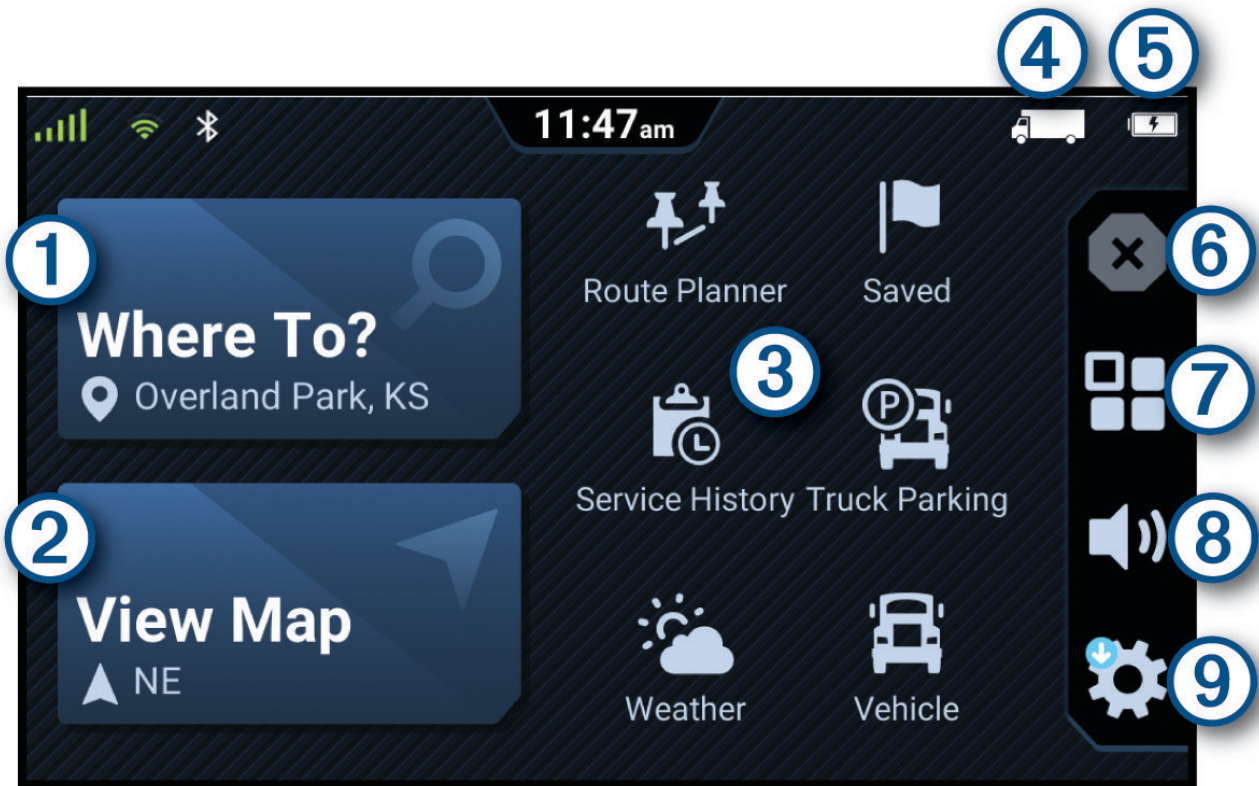 4 5
11:47am
1
Where To?
Overland Park, KS
Route Planner Saved
6
3
7
Service History Truck Parking
P
2
View Map
NE
8
Weather Vehicle
9